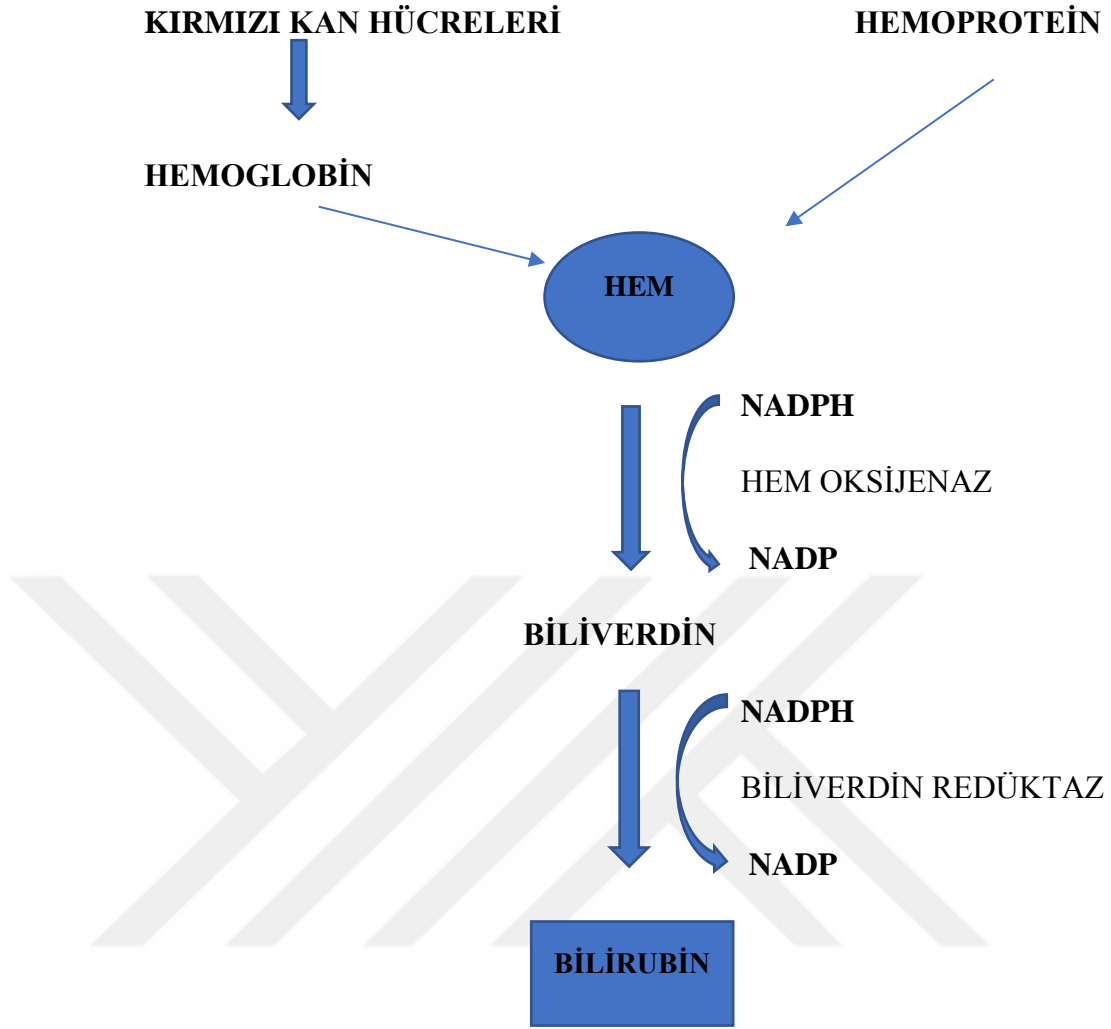 KIRMIZI KAN HÜCRELERİ
HEMOPROTEİN
HEMOGLOBİN
HEM
NADPH
HEM OKSİJENAZ
NADP
BİLİVERDİN
NADPH
BİLİVERDİN REDÜKTAZ
NADP
BİLİRUBİN